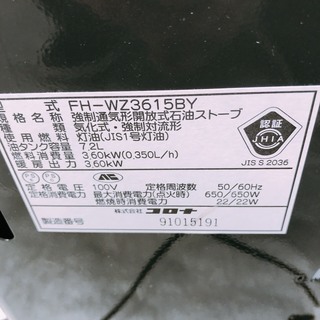 型 式 FH-WZ3615BY
規格名称 強制通気形開放式石油ストーブ
種類 気化式・強制対流形
使用燃料 灯油(JIS1号灯油)
油タンク容量 7.2L
燃料消費量 3.60kW(0.350L/h)
暖房出力 3.60kW
認証
JHIA
JIS S 2036
定格電圧 100V 定格周波数 50/60Hz
定格消費電力 最大消費電力(点火時) 650/650W
燃焼時消費電力 22/22W
株式会社 コロナ
製造番号 91015191